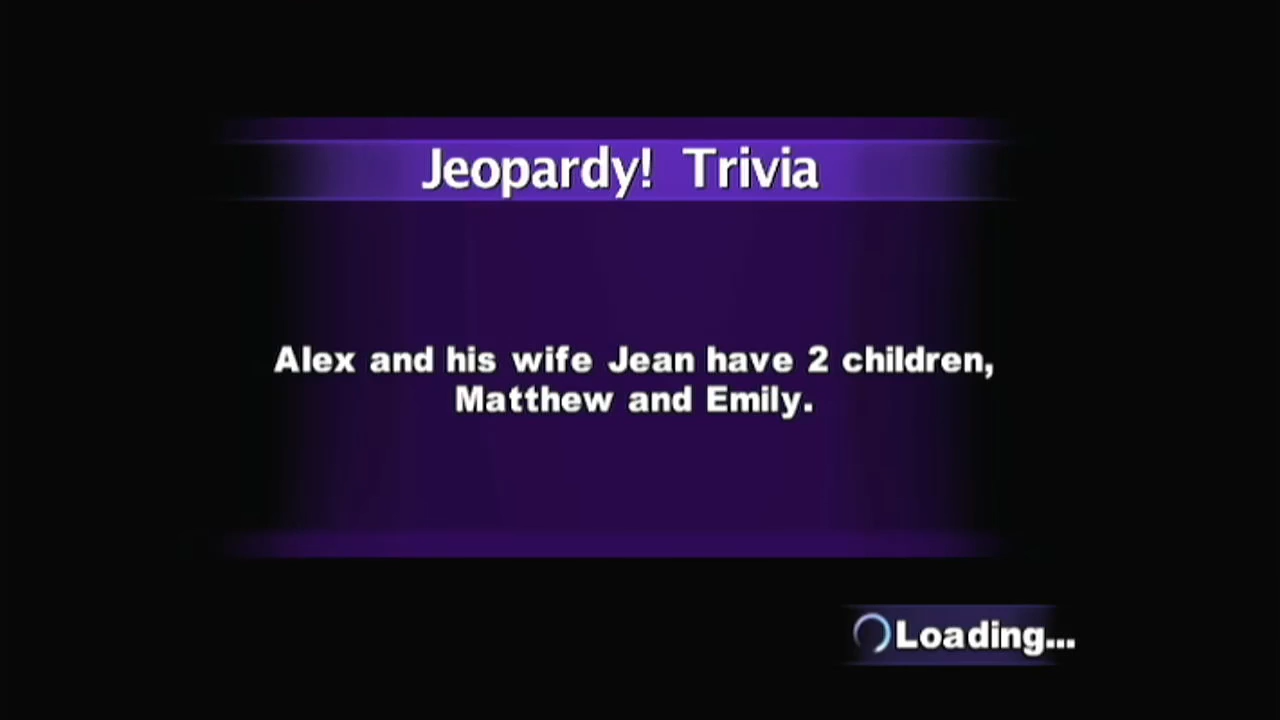 Jeopardy! Trivia
Alex and his wife Jean have 2 children,
Matthew and Emily.
Loading...